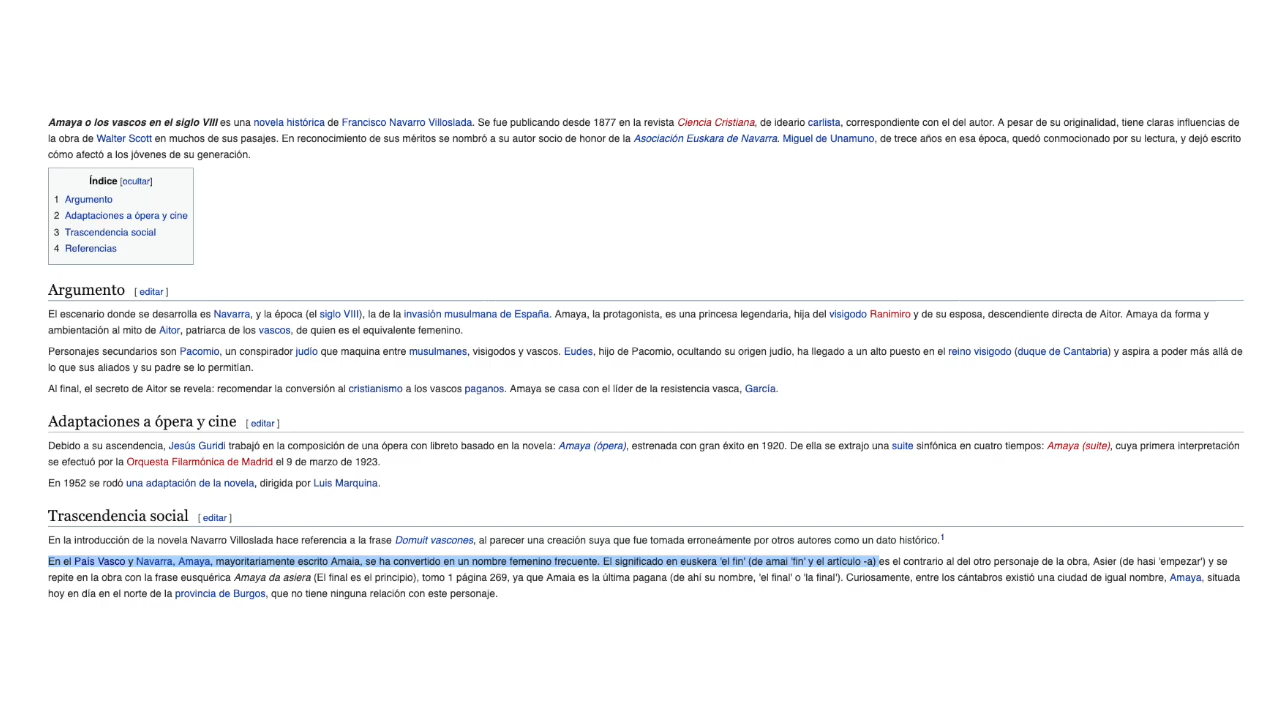 Amaya o los vascos en el siglo VIII es una novela histórica de Francisco Navarro Villoslada. Se fue publicando desde 1877 en la revista Ciencia Cristiana, de ideario carlista, correspondiente con el del autor. A pesar de su originalidad, tiene claras influencias de
la obra de Walter Scott en muchos de sus pasajes. En reconocimiento de sus méritos se nombró a su autor socio de honor de la Asociación Euskara de Navarra. Miguel de Unamuno, de trece años en esa época, quedó conmocionado por su lectura, y dejó escrito
cómo afectó a los jóvenes de su generación.
Índice [ocultar]
1 Argumento
2 Adaptaciones a ópera y cine
3 Trascendencia social
4 Referencias
Argumento [ editar ]
El escenario donde se desarrolla es Navarra, y la época (el siglo VIII), la de la invasión musulmana de España. Amaya, la protagonista, es una princesa legendaria, hija del visigodo Ranimiro y de su esposa, descendiente directa de Aitor. Amaya da forma y
ambientación al mito de Aitor, patriarca de los vascos, de quien es el equivalente femenino.
Personajes secundarios son Pacomio, un conspirador judío que maquina entre musulmanes, visigodos y vascos. Eudes, hijo de Pacomio, ocultando su origen judío, ha llegado a un alto puesto en el reino visigodo (duque de Cantabria) y aspira a poder más allá de
lo que sus aliados y su padre se lo permitían.
Al final, el secreto de Aitor se revela: recomendar la conversión al cristianismo a los vascos paganos. Amaya se casa con el líder de la resistencia vasca, García.
Adaptaciones a ópera y cine [ editar ]
Debido a su ascendencia, Jesús Guridi trabajó en la composición de una ópera con libreto basado en la novela: Amaya (ópera), estrenada con gran éxito en 1920. De ella se extrajo una suite sinfónica en cuatro tiempos: Amaya (suite), cuya primera interpretación
se efectuó por la Orquesta Filarmónica de Madrid el 9 de marzo de 1923.
En 1952 se rodó una adaptación de la novela, dirigida por Luis Marquina.
Trascendencia social [ editar ]
En la introducción de la novela Navarro Villoslada hace referencia a la frase Domuit vascones, al parecer una creación suya que fue tomada erroneámente por otros autores como un dato histórico.1
En el País Vasco y Navarra, Amaya, mayoritariamente escrito Amaia, se ha convertido en un nombre femenino frecuente. El significado en euskera 'el fin' (de amai 'fin' y el artículo -a) es el contrario al del otro personaje de la obra, Asier (de hasi 'empezar') y se
repite en la obra con la frase eusquérica Amaya da asiera (El final es el principio), tomo 1 página 269, ya que Amaia es la última pagana (de ahí su nombre, 'el final' o 'la final'). Curiosamente, entre los cántabros existió una ciudad de igual nombre, Amaya, situada
hoy en día en el norte de la provincia de Burgos, que no tiene ninguna relación con este personaje.